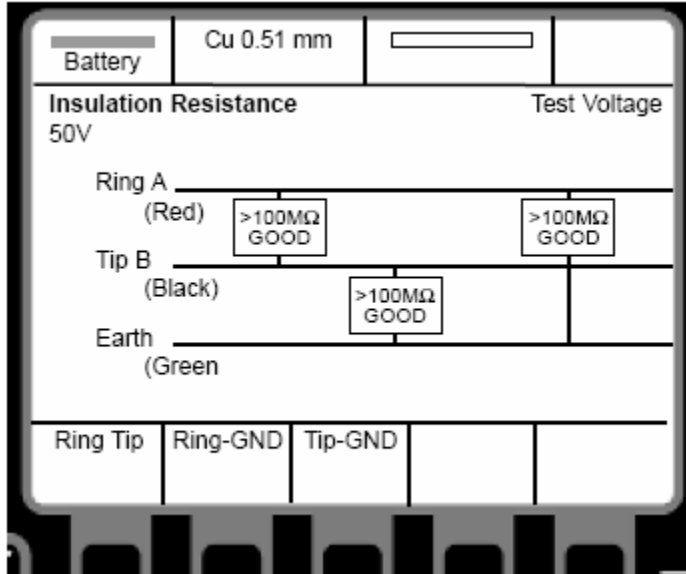 Battery
Cu 0.51 mm
Insulation Resistance Test Voltage
50V
Ring A
(Red)
>100MΩ
GOOD
>100MΩ
GOOD
Tip B
(Black)
>100MΩ
GOOD
Earth
(Green
Ring Tip Ring-GND Tip-GND